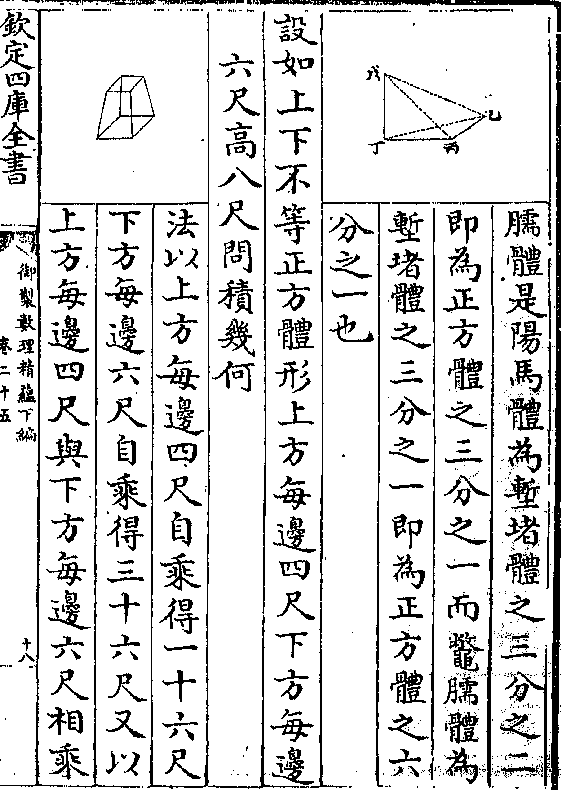 臑體是陽馬體為塹堵體之三分之二
即為正方體之三分之一而鼈臑體為
塹堵體之三分之一即為正方體之六
分之一也
戊
己
丁
丙
設如上下不等正方體形上方每邊四尺下方每邊
六尺高八尺問積幾何
法以上方每邊四尺自乘得一十六尺
下方每邊六尺自乘得三十六尺又以
上方每邊四尺與下方每邊六尺相乘
欽定四庫全書
御製數理精蘊下編
卷二十五
十八